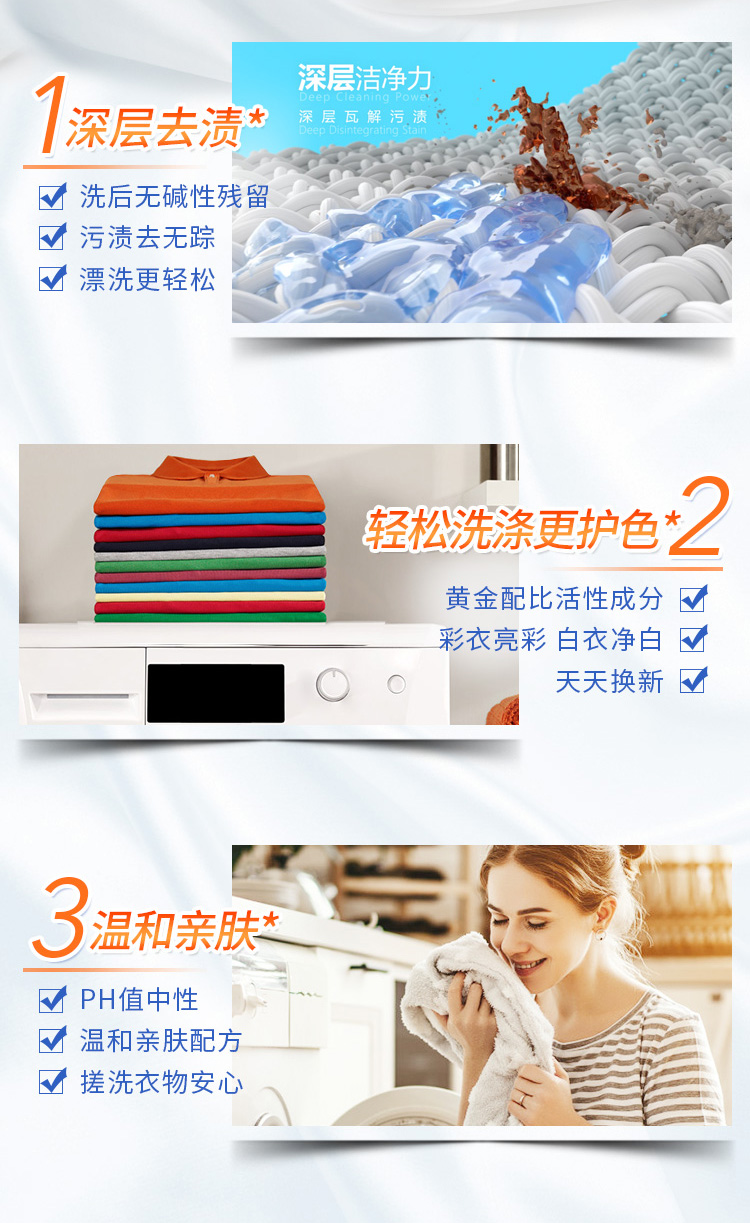 1深层去渍*
洗后无碱性残留
污渍去无踪
漂洗更轻松
深层洁净力
Deep Cleaning Power
深层瓦解污渍
Deep Disintegrating Stain
轻松洗涤更护色*2
黄金配比活性成分
彩衣亮彩 白衣净白
天天换新
3温和亲肤*
PH值中性
温和亲肤配方
搓洗衣物安心